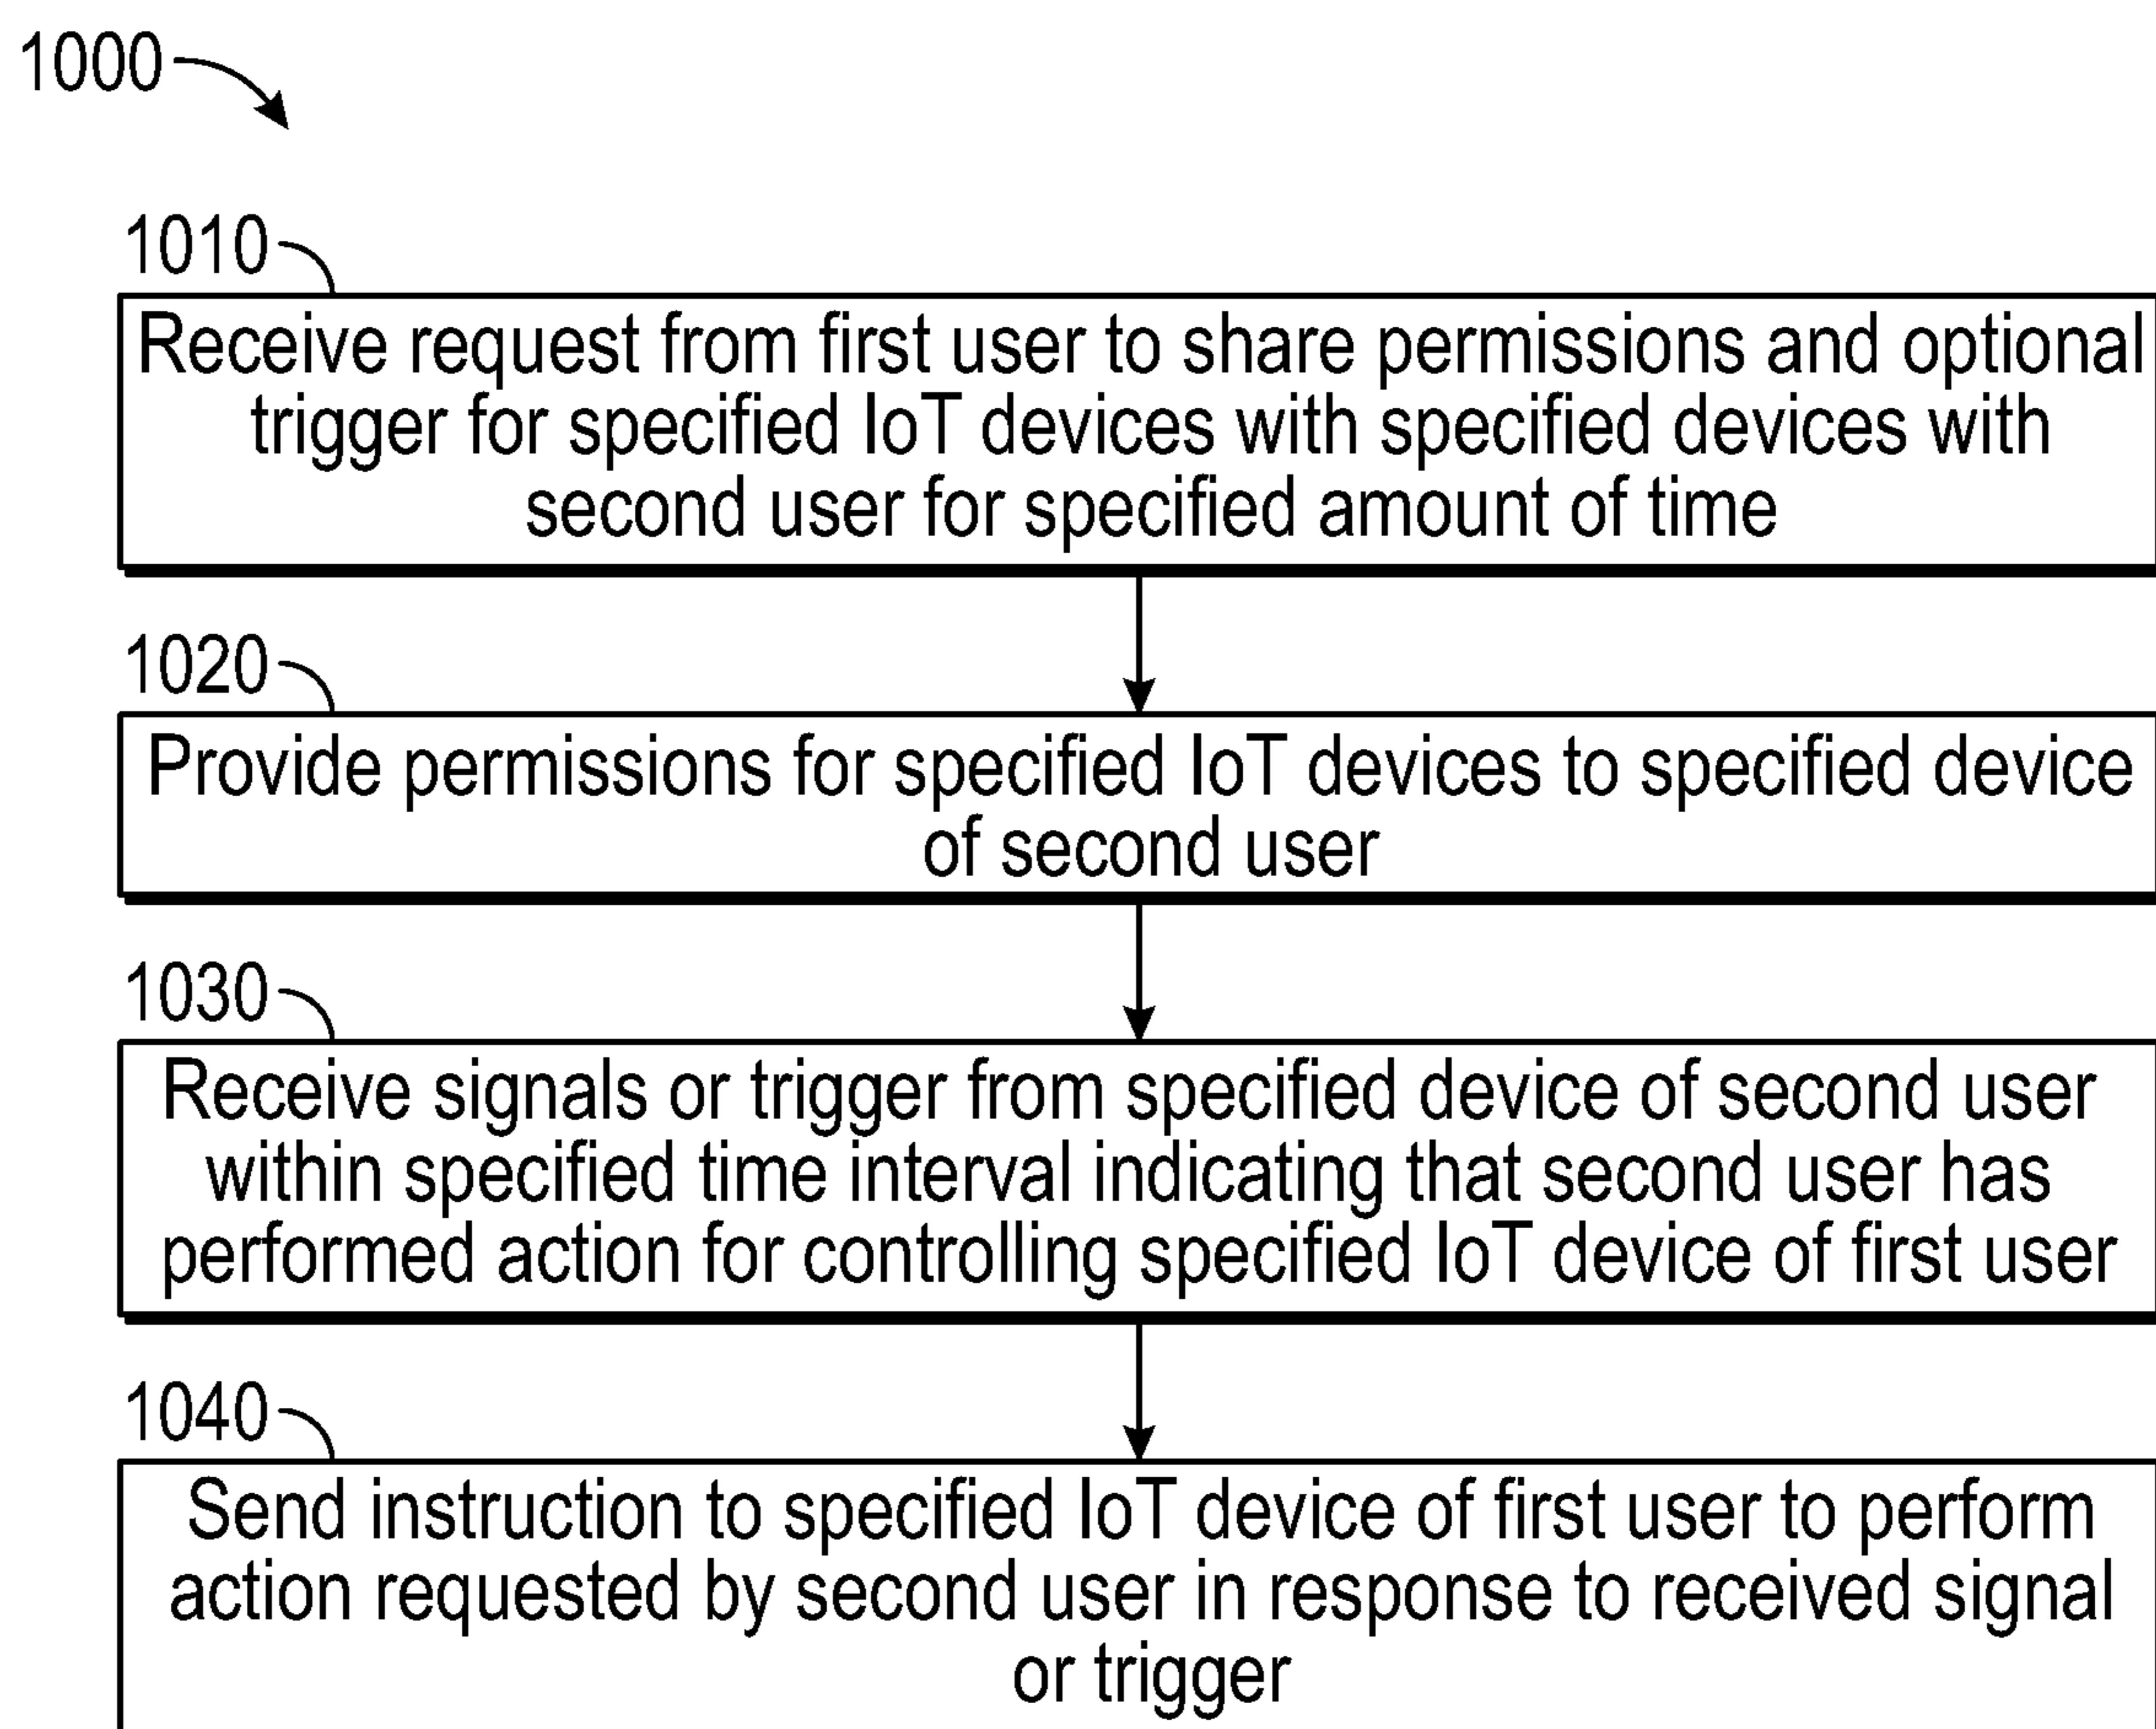 1000
1010
Receive request from first user to share permissions and optional
trigger for specified IoT devices with specified devices with
second user for specified amount of time
1020
Provide permissions for specified IoT devices to specified device
of second user
1030
Receive signals or trigger from specified device of second user
within specified time interval indicating that second user has
performed action for controlling specified IoT device of first user
1040
Send instruction to specified IoT device of first user to perform
action requested by second user in response to received signal
or trigger